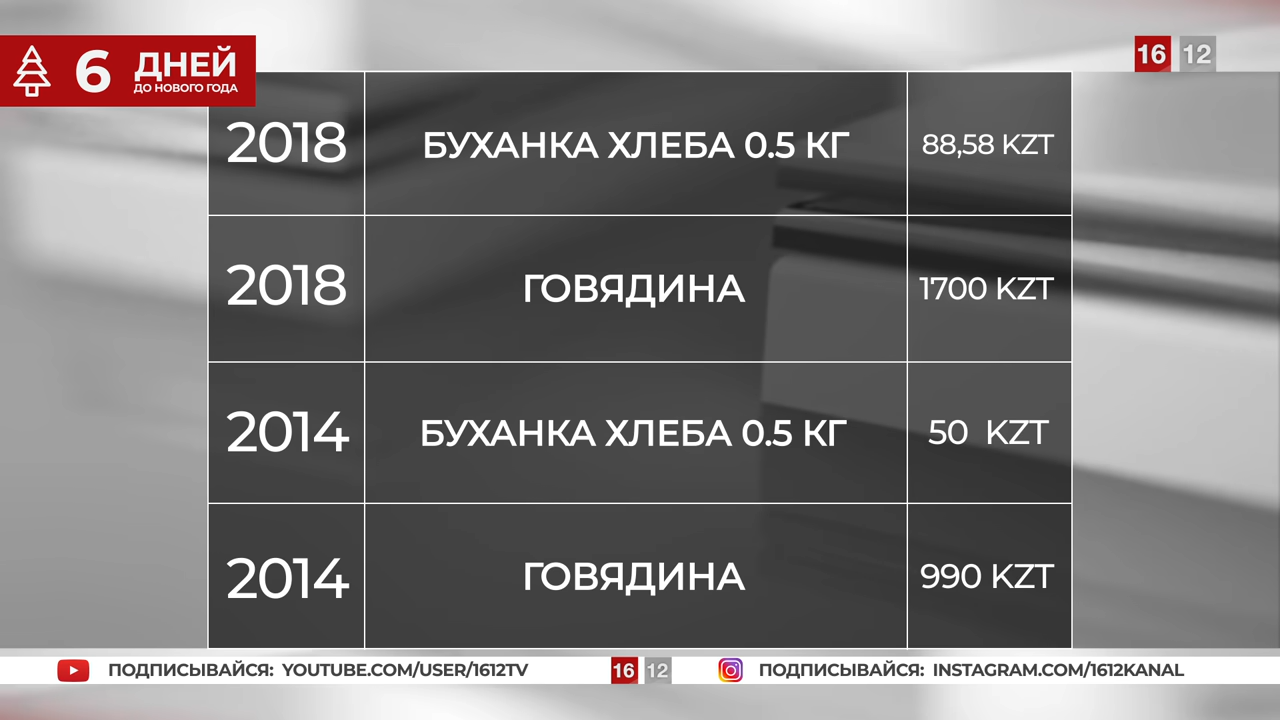 6 ДНЕЙ
ДО НОВОГО ГОДА
16 12
2018 БУХАНКА ХЛЕБА 0.5 КГ 88,58 KZT
2018 ГОВЯДИНА 1700 KZT
2014 БУХАНКА ХЛЕБА 0.5 КГ 50 KZT
2014 ГОВЯДИНА 990 KZT
ПОДПИСЫВАЙСЯ: YOUTUBE.COM/USER/1612TV 16 12 ПОДПИСЫВАЙСЯ: INSTAGRAM.COM/1612KANAL